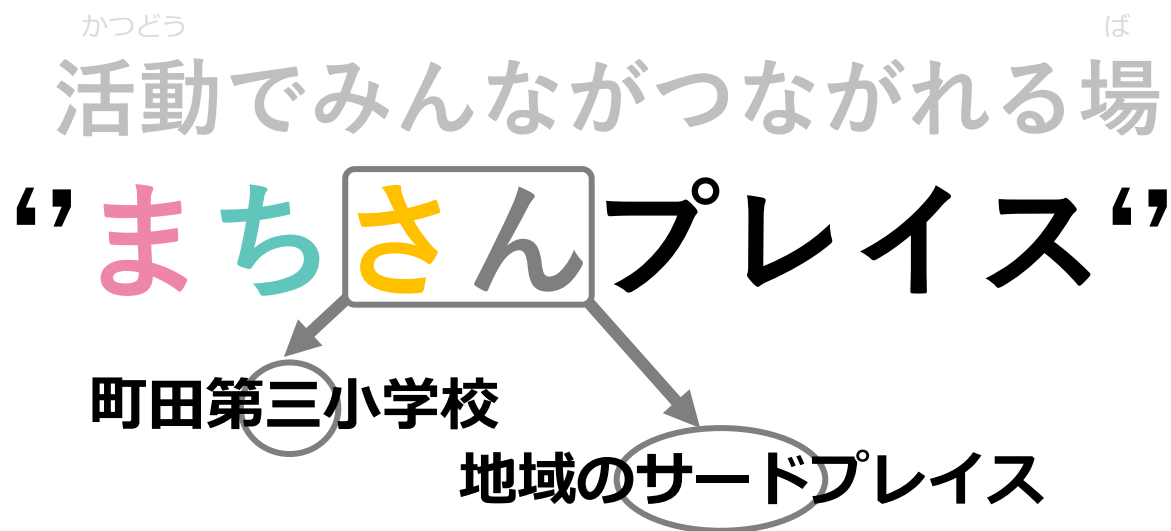 かつどう ば
活動でみんながつながれる場
‘’まちさんプレイス‘’
町田第三小学校
地域のサードプレイス